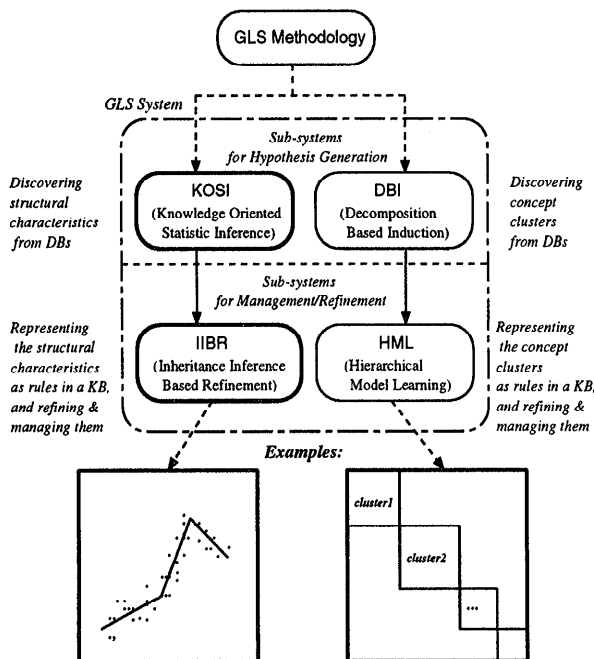 GLS Methodology
GLS System
Sub-systems
for Hypothesis Generation
Discovering
structural
characteristics
from DBs
KOSI
(Knowledge Oriented
Statistic Inference)
DBI
(Decomposition
Based Induction)
Discovering
concept
clusters
from DBs
Sub-systems
for Management/Refinement
Representing
the structural
characteristics
as rules in a KB,
and refining &
managing them
IIBR
(Inheritance Inference
Based Refinement)
HML
(Hierarchical
Model Learning)
Representing
the concept
clusters
as rules in a KB,
and refining &
managing them
Examples:
cluster1
cluster2
...